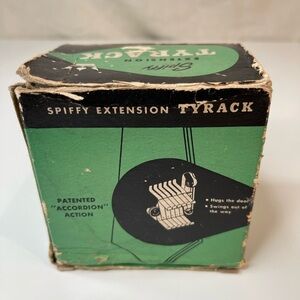 Spiffy
EXTENSION
TYRACK
SPIFFY EXTENSION TYRACK
PATENTED
"ACCORDION"
ACTION
• Hugs the door
• Swings out of
the way